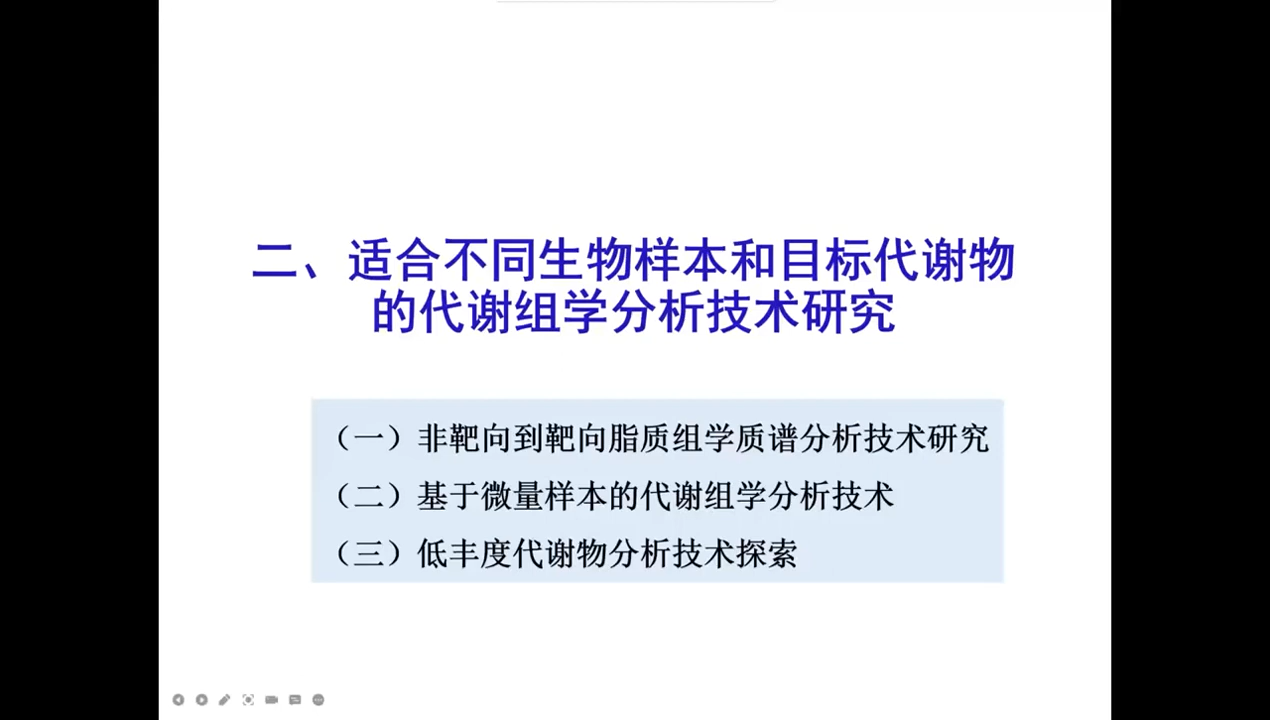 二、适合不同生物样本和目标代谢物
的代谢组学分析技术研究
（一）非靶向到靶向脂质组学质谱分析技术研究
（二）基于微量样本的代谢组学分析技术
（三）低丰度代谢物分析技术探索